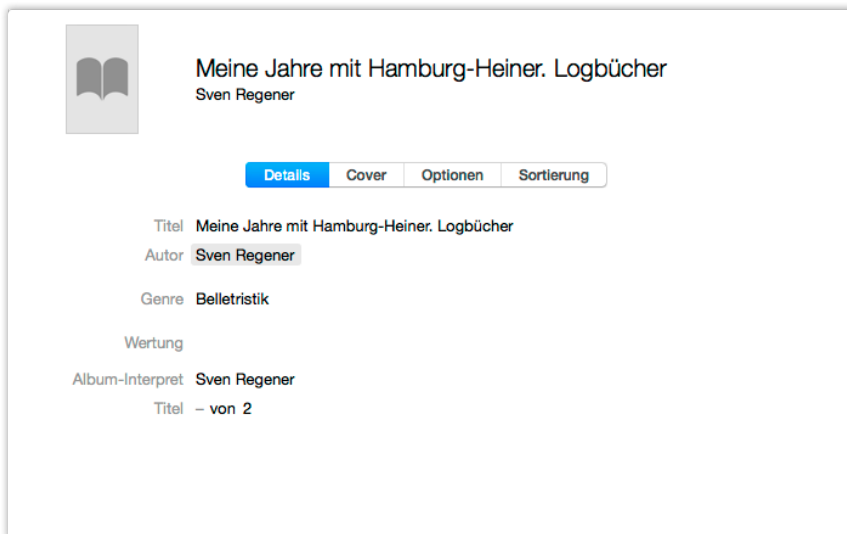 Meine Jahre mit Hamburg-Heiner. Logbücher
Sven Regener
Details Cover Optionen Sortierung
Titel Meine Jahre mit Hamburg-Heiner. Logbücher
Autor Sven Regener
Genre Belletristik
Wertung
Album-Interpret Sven Regener
Titel – von 2